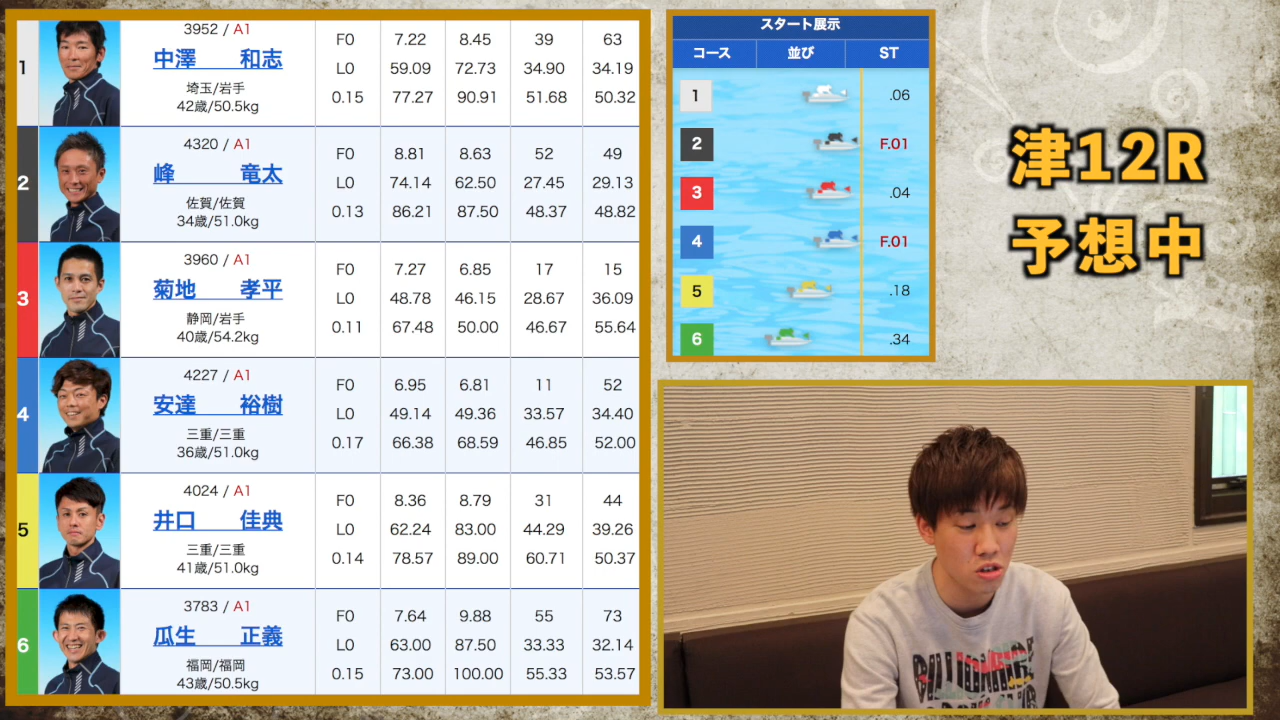 1
3952 / A1
中澤 和志
埼玉/岩手
42歳/50.5kg
F0 7.22 8.45 39 63
L0 59.09 72.73 34.90 34.19
0.15 77.27 90.91 51.68 50.32
2
4320 / A1
峰 竜太
佐賀/佐賀
34歳/51.0kg
F0 8.81 8.63 52 49
L0 74.14 62.50 27.45 29.13
0.13 86.21 87.50 48.37 48.82
3
3960 / A1
菊地 孝平
静岡/岩手
40歳/54.2kg
F0 7.27 6.85 17 15
L0 48.78 46.15 28.67 36.09
0.11 67.48 50.00 46.67 55.64
4
4227 / A1
安達 裕樹
三重/三重
36歳/51.0kg
F0 6.95 6.81 11 52
L0 49.14 49.36 33.57 34.40
0.17 66.38 68.59 46.85 52.00
5
4024 / A1
井口 佳典
三重/三重
41歳/51.0kg
F0 8.36 8.79 31 44
L0 62.24 83.00 44.29 39.26
0.14 78.57 89.00 60.71 50.37
6
3783 / A1
瓜生 正義
福岡/福岡
43歳/50.5kg
F0 7.64 9.88 55 73
L0 63.00 87.50 33.33 32.14
0.15 73.00 100.00 55.33 53.57
スタート展示
コース 並び ST
1 .06
2 F.01
3 .04
4 F.01
5 .18
6 .34
津12R
予想中